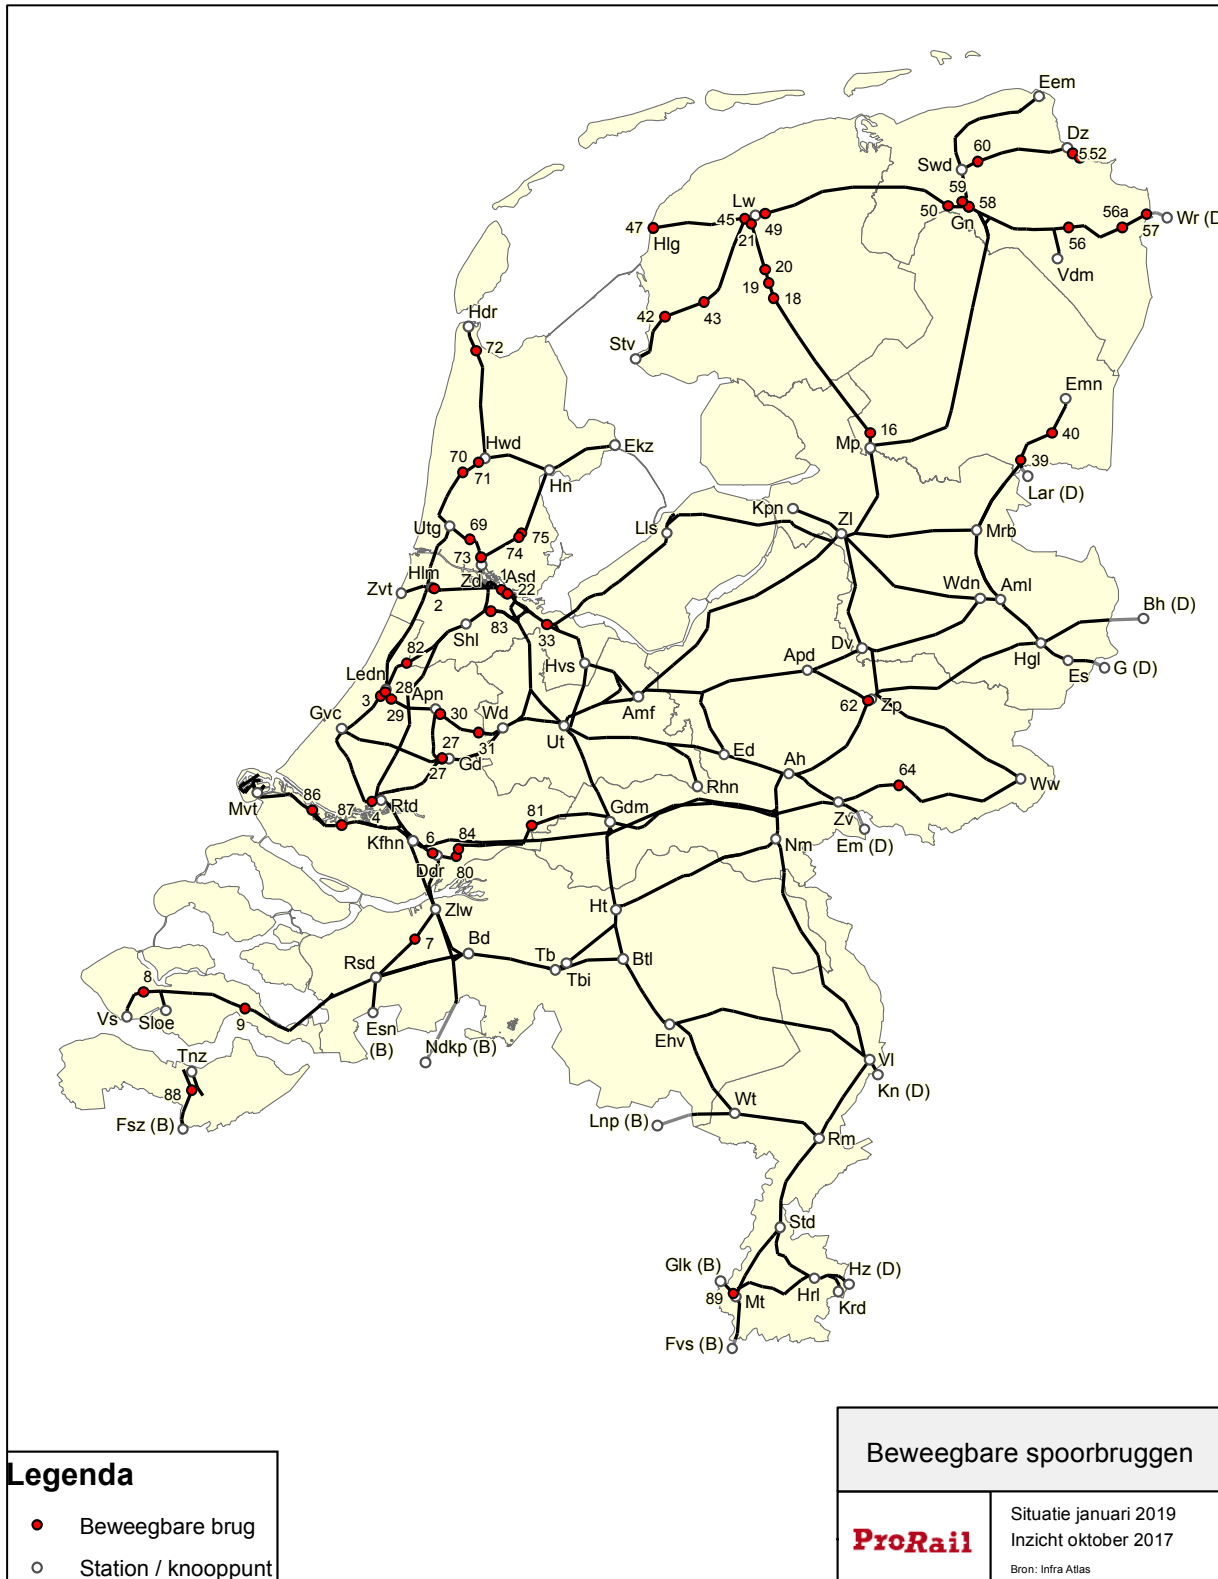 Eem
Dz
60
5
52
Swd
59
58
Lw
45
49
50
Gn
56a
57
Wr (D
47
Hlg
21
56
20
Vdm
19
18
42
43
Stv
Hdr
72
Emn
16
40
Mp
39
Lar (D)
70
Hwd
71
Ekz
Hn
Kpn
Zl
Lls
Mrb
Utg
69
75
74
73
Hlm
Zd
1
Asd
22
Zvt
2
83
Shl
33
Wdn
Aml
Bh (D)
Dv
Hgl
Es
G (D)
82
Hvs
Apd
Ledn
28
3
29
Apn
30
Amf
62
Zp
Gvc
Wd
31
Ut
27
27
Gd
Ed
Ah
64
Ww
Rhn
Mvt
86
87
4
Rtd
81
Gdm
Zv
Em (D)
Kfhn
6
84
Ddr
80
Nm
Zlw
Ht
7
Bd
Tb
Tbi
Btl
Rsd
8
Vs
Sloe
9
Esn
(B)
Ndkp (B)
Ehv
Tnz
88
Fsz (B)
Vl
Kn (D)
Lnp (B)
Wt
Rm
Std
Glk (B)
Hz (D)
89
Mt
Hrl
Krd
Fvs (B)
Beweegbare spoorbruggen
ProRail
Situatie januari 2019
Inzicht oktober 2017
Bron: Infra Atlas
Legenda
Beweegbare brug
Station / knooppunt